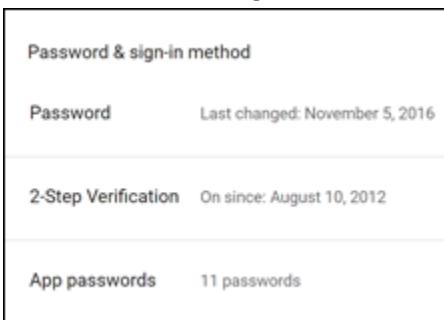 Password & sign-in method
Password Last changed: November 5, 2016
2-Step Verification On since: August 10, 2012
App passwords 11 passwords